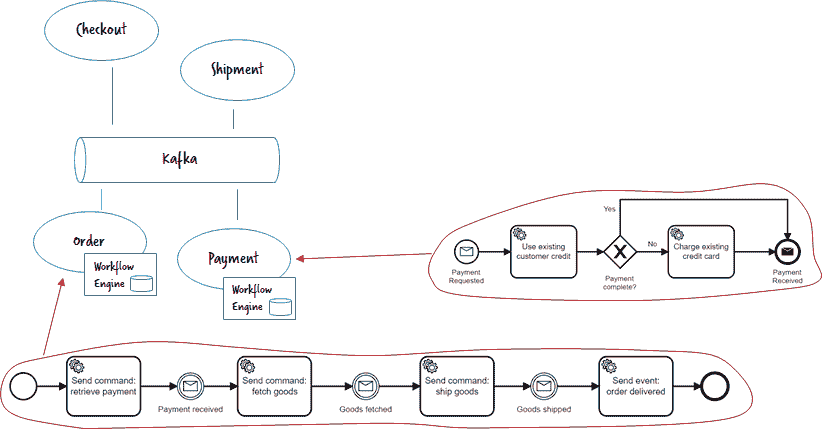 Checkout
Shipment
Kafka
Order
Workflow
Engine
Payment
Workflow
Engine
Yes
Use existing
customer credit
No
Charge existing
credit card
Payment
Requested
Payment
complete?
Payment
Received
Send command:
retrieve payment
Payment received
Send command:
fetch goods
Goods fetched
Send command:
ship goods
Goods shipped
Send event:
order delivered